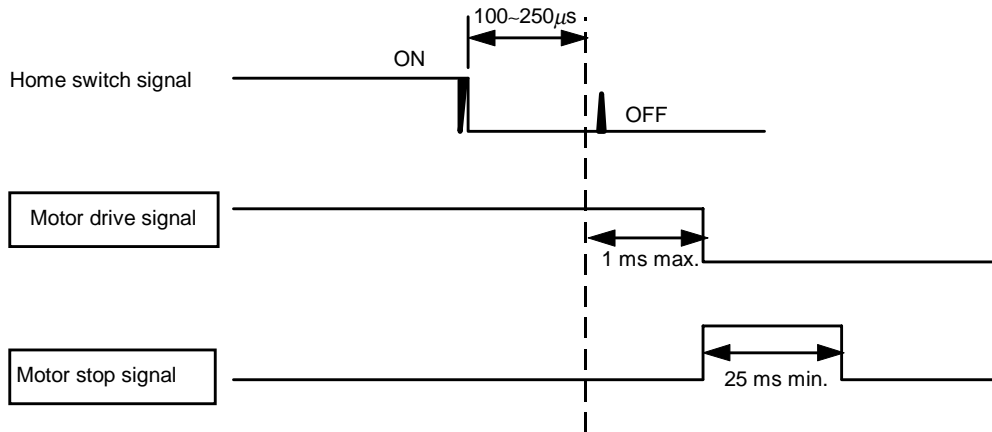 100~250μs
ON
Home switch signal
OFF
Motor drive signal
1 ms max.
Motor stop signal
25 ms min.